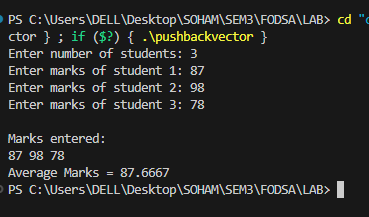 PS C:\Users\DELL\Desktop\SOHAM\SEM3\FODSA\LAB> cd "
ctor } ; if ($?) { .\pushbackvector }
Enter number of students: 3
Enter marks of student 1: 87
Enter marks of student 2: 98
Enter marks of student 3: 78
Marks entered:
87 98 78
Average Marks = 87.6667
PS C:\Users\DELL\Desktop\SOHAM\SEM3\FODSA\LAB>